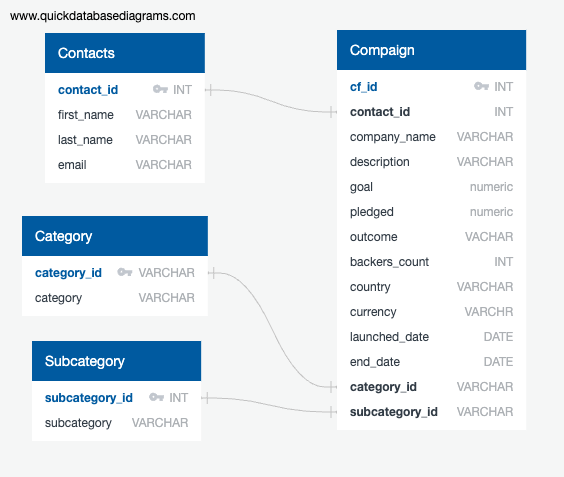 www.quickdatabasediagrams.com
Contacts
contact_id INT
first_name VARCHAR
last_name VARCHAR
email VARCHAR
Category
category_id VARCHAR
category VARCHAR
Subcategory
subcategory_id INT
subcategory VARCHAR
Compaign
cf_id INT
contact_id INT
company_name VARCHAR
description VARCHAR
goal numeric
pledged numeric
outcome VACHAR
backers_count INT
country VARCHAR
currency VARCHR
launched_date DATE
end_date DATE
category_id VARCHAR
subcategory_id VARCHAR